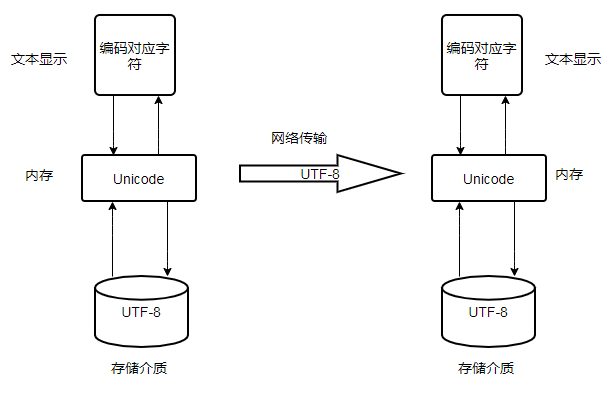 编码对应字
符
文本显示
编码对应字
符
文本显示
网络传输
内存
Unicode
UTF-8
Unicode
内存
UTF-8
UTF-8
存储介质
存储介质